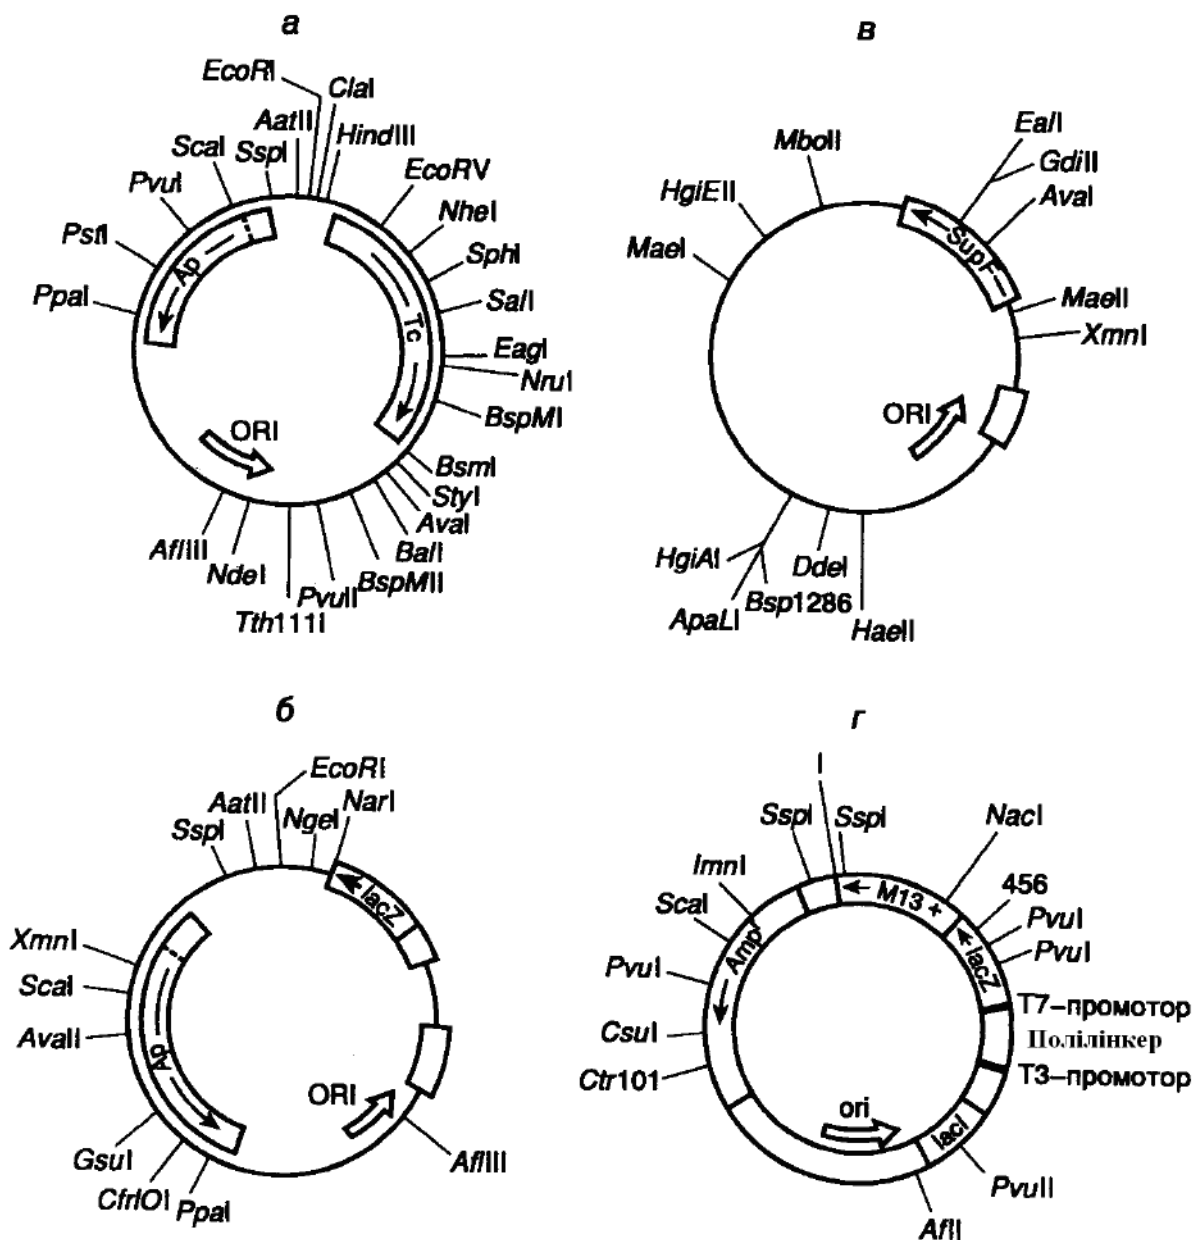 а
EcoRI
ClaI
AatII
HindIII
ScaI
SspI
EcoRV
PvuI
NheI
PstI
SphI
Ap
PpaI
SalI
Tc
EagI
NruI
BspMI
ORI
BsmI
StyI
AvaI
AflIII
BalI
NdeI
BspMII
PvuII
Tth111I
в
EaeI
MboII
GdiII
HgiEII
AvaI
SupF
MaeI
MaeII
XmnI
ORI
HgiAI
DdeI
Bsp1286
ApaLI
HaeII
б
EcoRI
AatII
NarI
SspI
NgeI
lacZ
XmnI
ScaI
AvaII
Ap
ORI
GsuI
AflIII
CfrIOI
PpaI
г
I
SspI
SspI
NacI
ImnI
M13 +
456
ScaI
PvuI
Amp
lacZ
PvuI
PvuI
Т7–промотор
CsuI
Полілінкер
Ctr101
Т3–промотор
ori
lacI
PvuII
AflI